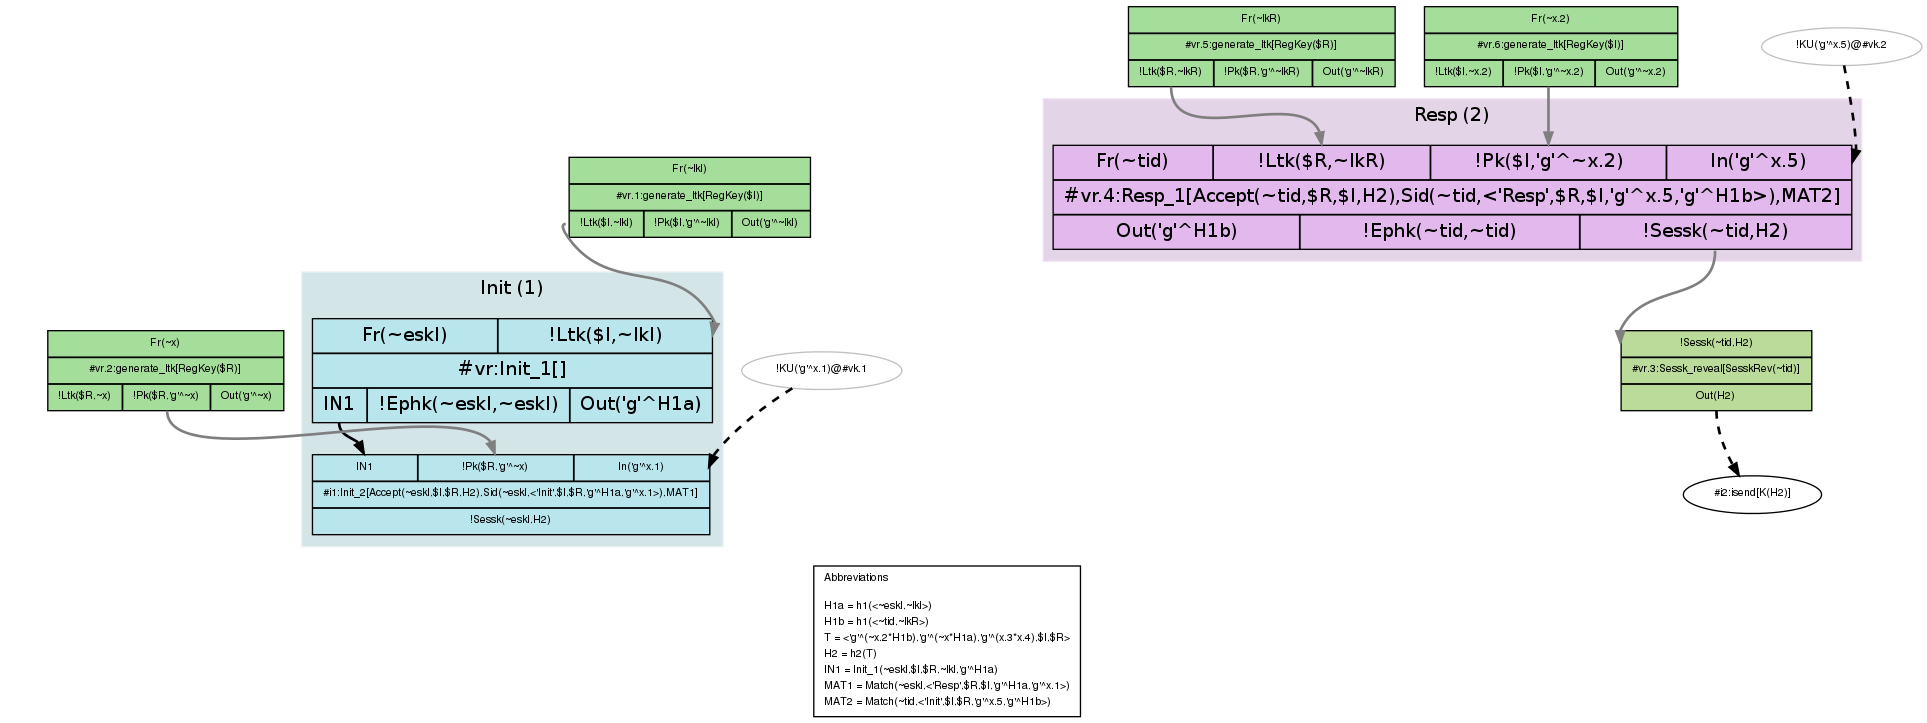 Fr(~lkR)
#vr.5:generate_ltk[RegKey($R)]
!Ltk($R,~lkR) !Pk($R,'g'^~lkR) Out('g'^~lkR)
Fr(~x.2)
#vr.6:generate_ltk[RegKey($I)]
!Ltk($I,~x.2) !Pk($I,'g'^~x.2) Out('g'^~x.2)
!KU('g'^x.5)@#vk.2
Resp (2)
Fr(~tid) !Ltk($R,~lkR) !Pk($I,'g'^~x.2) In('g'^x.5)
#vr.4:Resp_1[Accept(~tid,$R,$I,H2),Sid(~tid,<'Resp',$R,$I,'g'^x.5,'g'^H1b>),MAT2]
Out('g'^H1b) !Ephk(~tid,~tid) !Sessk(~tid,H2)
Fr(~lkI)
#vr.1:generate_ltk[RegKey($I)]
!Ltk($I,~lkI) !Pk($I,'g'^~lkI) Out('g'^~lkI)
Init (1)
Fr(~eskI) !Ltk($I,~lkI)
#vr:Init_1[]
IN1 !Ephk(~eskI,~eskI) Out('g'^H1a)
Fr(~x)
#vr.2:generate_ltk[RegKey($R)]
!Ltk($R,~x) !Pk($R,'g'^~x) Out('g'^~x)
!KU('g'^x.1)@#vk.1
!Sessk(~tid,H2)
#vr.3:Sessk_reveal[SesskRev(~tid)]
Out(H2)
IN1 !Pk($R,'g'^~x) In('g'^x.1)
#i1:Init_2[Accept(~eskI,$I,$R,H2),Sid(~eskI,<'Init',$I,$R,'g'^H1a,'g'^x.1>),MAT1]
!Sessk(~eskI,H2)
#i2:isend[K(H2)]
Abbreviations
H1a = h1(<~eskI,~lkI>)
H1b = h1(<~tid,~lkR>)
T = <'g'^(~x.2*H1b),'g'^(~x*H1a),'g'^(x.3*x.4),$I,$R>
H2 = h2(T)
IN1 = Init_1(~eskI,$I,$R,~lkI,'g'^H1a)
MAT1 = Match(~eskI,<'Resp',$R,$I,'g'^H1a,'g'^x.1>)
MAT2 = Match(~tid,<'Init',$I,$R,'g'^x.5,'g'^H1b>)